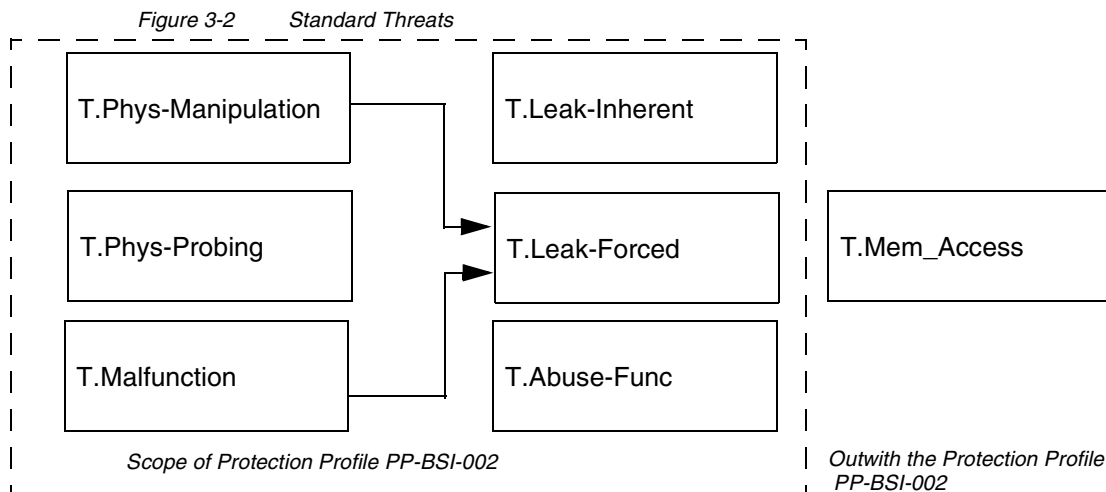 Figure 3-2 Standard Threats
T.Phys-Manipulation
T.Leak-Inherent
T.Phys-Probing
T.Leak-Forced
T.Mem_Access
T.Malfunction
T.Abuse-Func
Scope of Protection Profile PP-BSI-002
Outwith the Protection Profile
PP-BSI-002